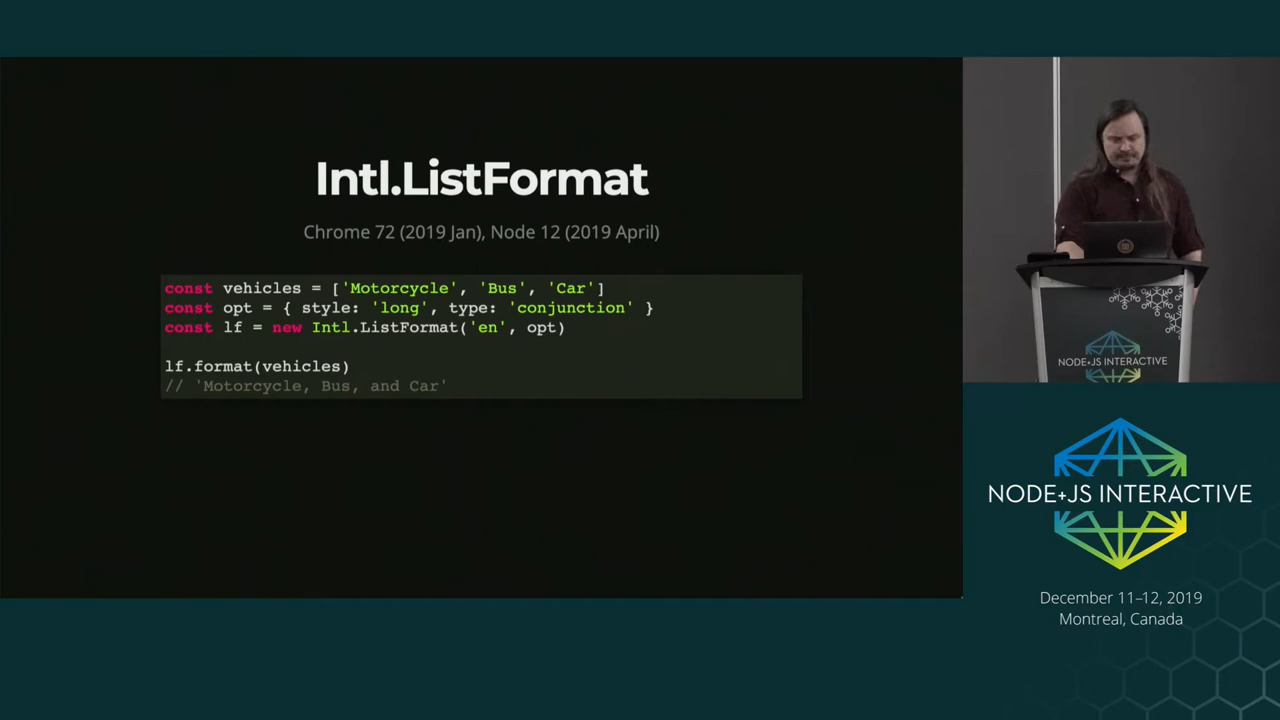 Intl.ListFormat
Chrome 72 (2019 Jan), Node 12 (2019 April)
const vehicles = ['Motorcycle', 'Bus', 'Car']
const opt = { style: 'long', type: 'conjunction' }
const lf = new Intl.ListFormat('en', opt)
lf.format(vehicles)
// 'Motorcycle, Bus, and Car'
NODE+JS INTERACTIVE
NODE+JS INTERACTIVE
December 11–12, 2019
Montreal, Canada